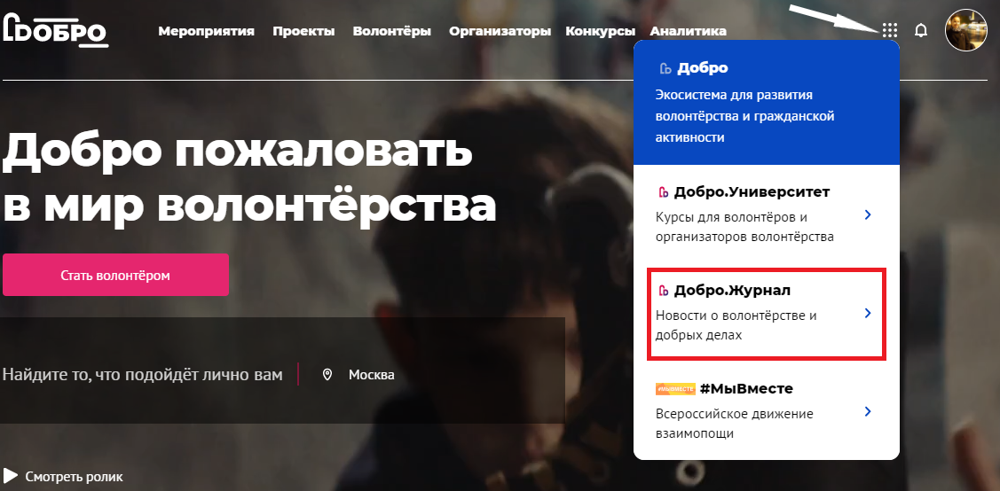 ДОБРО
Мероприятия Проекты Волонтёры Организаторы Конкурсы Аналитика
Добро пожаловать
в мир волонтёрства
Стать волонтёром
Найдите то, что подойдёт лично вам
Москва
Смотреть ролик
Добро
Экосистема для развития
волонтёрства и гражданской
активности
Добро.Университет
Курсы для волонтёров и
организаторов волонтёрства
Добро.Журнал
Новости о волонтёрстве и
добрых делах
#МЫВМЕСТЕ #МыВместе
Всероссийское движение
взаимопощи